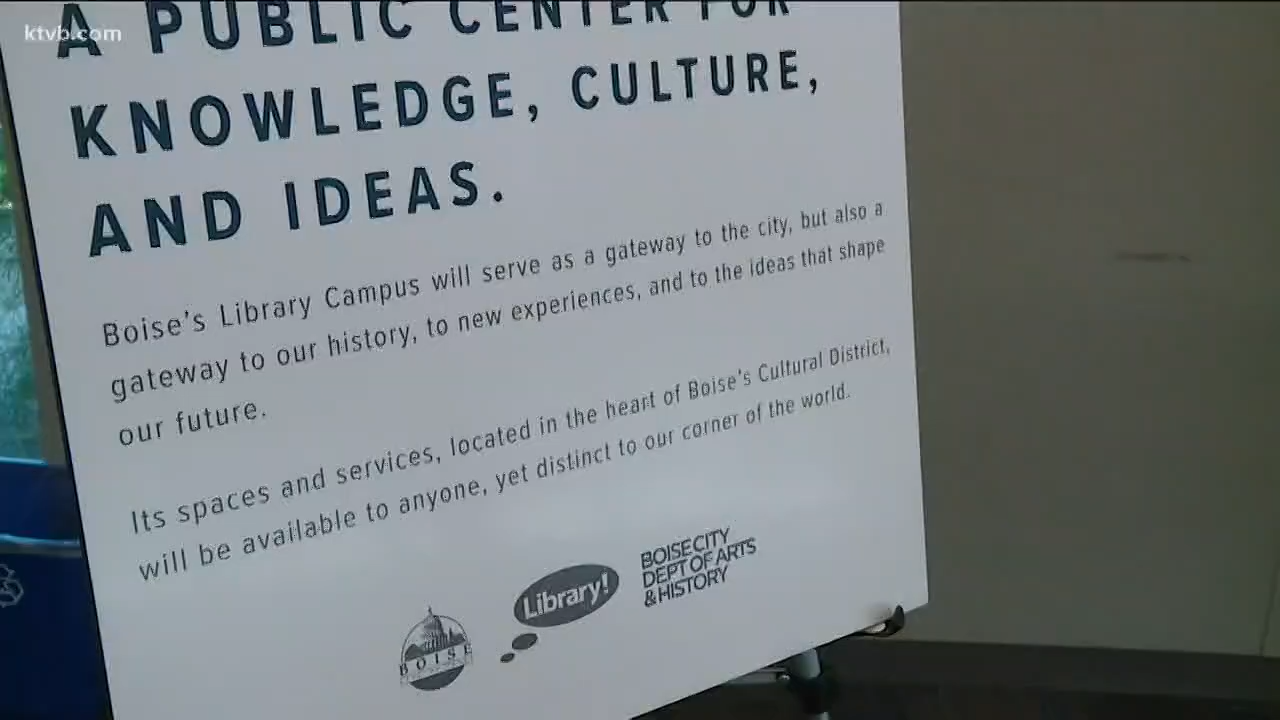 ktvb.com
A PUBLIC CENTER FOR
KNOWLEDGE, CULTURE,
AND IDEAS.
Boise's Library Campus will serve as a gateway to the city, but also a
gateway to our history, to new experiences, and to the ideas that shape
our future.
Its spaces and services, located in the heart of Boise's Cultural District,
will be available to anyone, yet distinct to our corner of the world.
BOISE
Library!
BOISE CITY
DEPT OF ARTS
& HISTORY